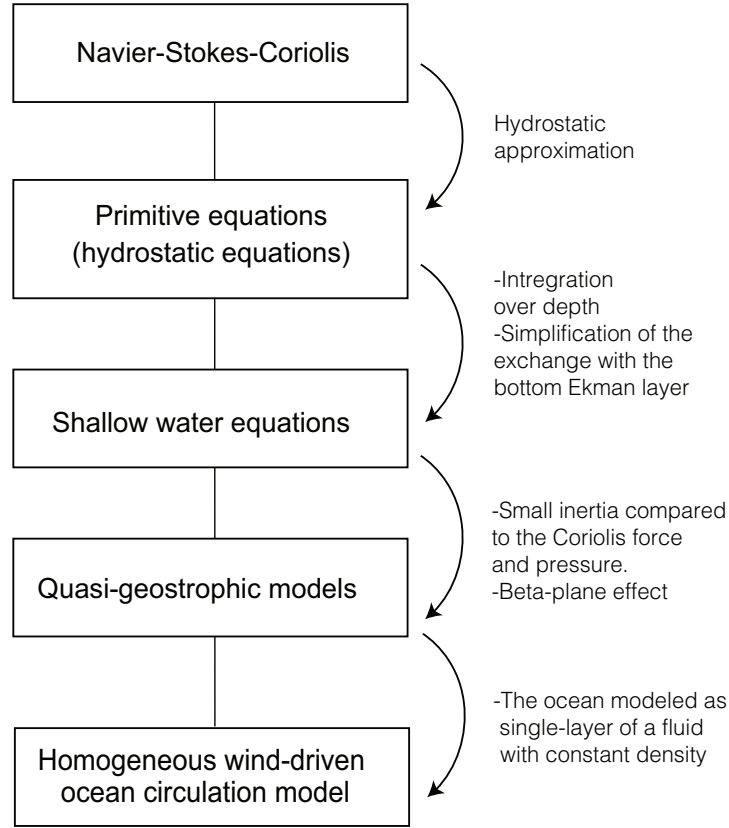 Navier-Stokes-Coriolis
Hydrostatic
approximation
Primitive equations
(hydrostatic equations)
-Intregration
over depth
-Simplification of the
exchange with the
bottom Ekman layer
Shallow water equations
-Small inertia compared
to the Coriolis force
and pressure.
-Beta-plane effect
Quasi-geostrophic models
-The ocean modeled as
single-layer of a fluid
with constant density
Homogeneous wind-driven
ocean circulation model